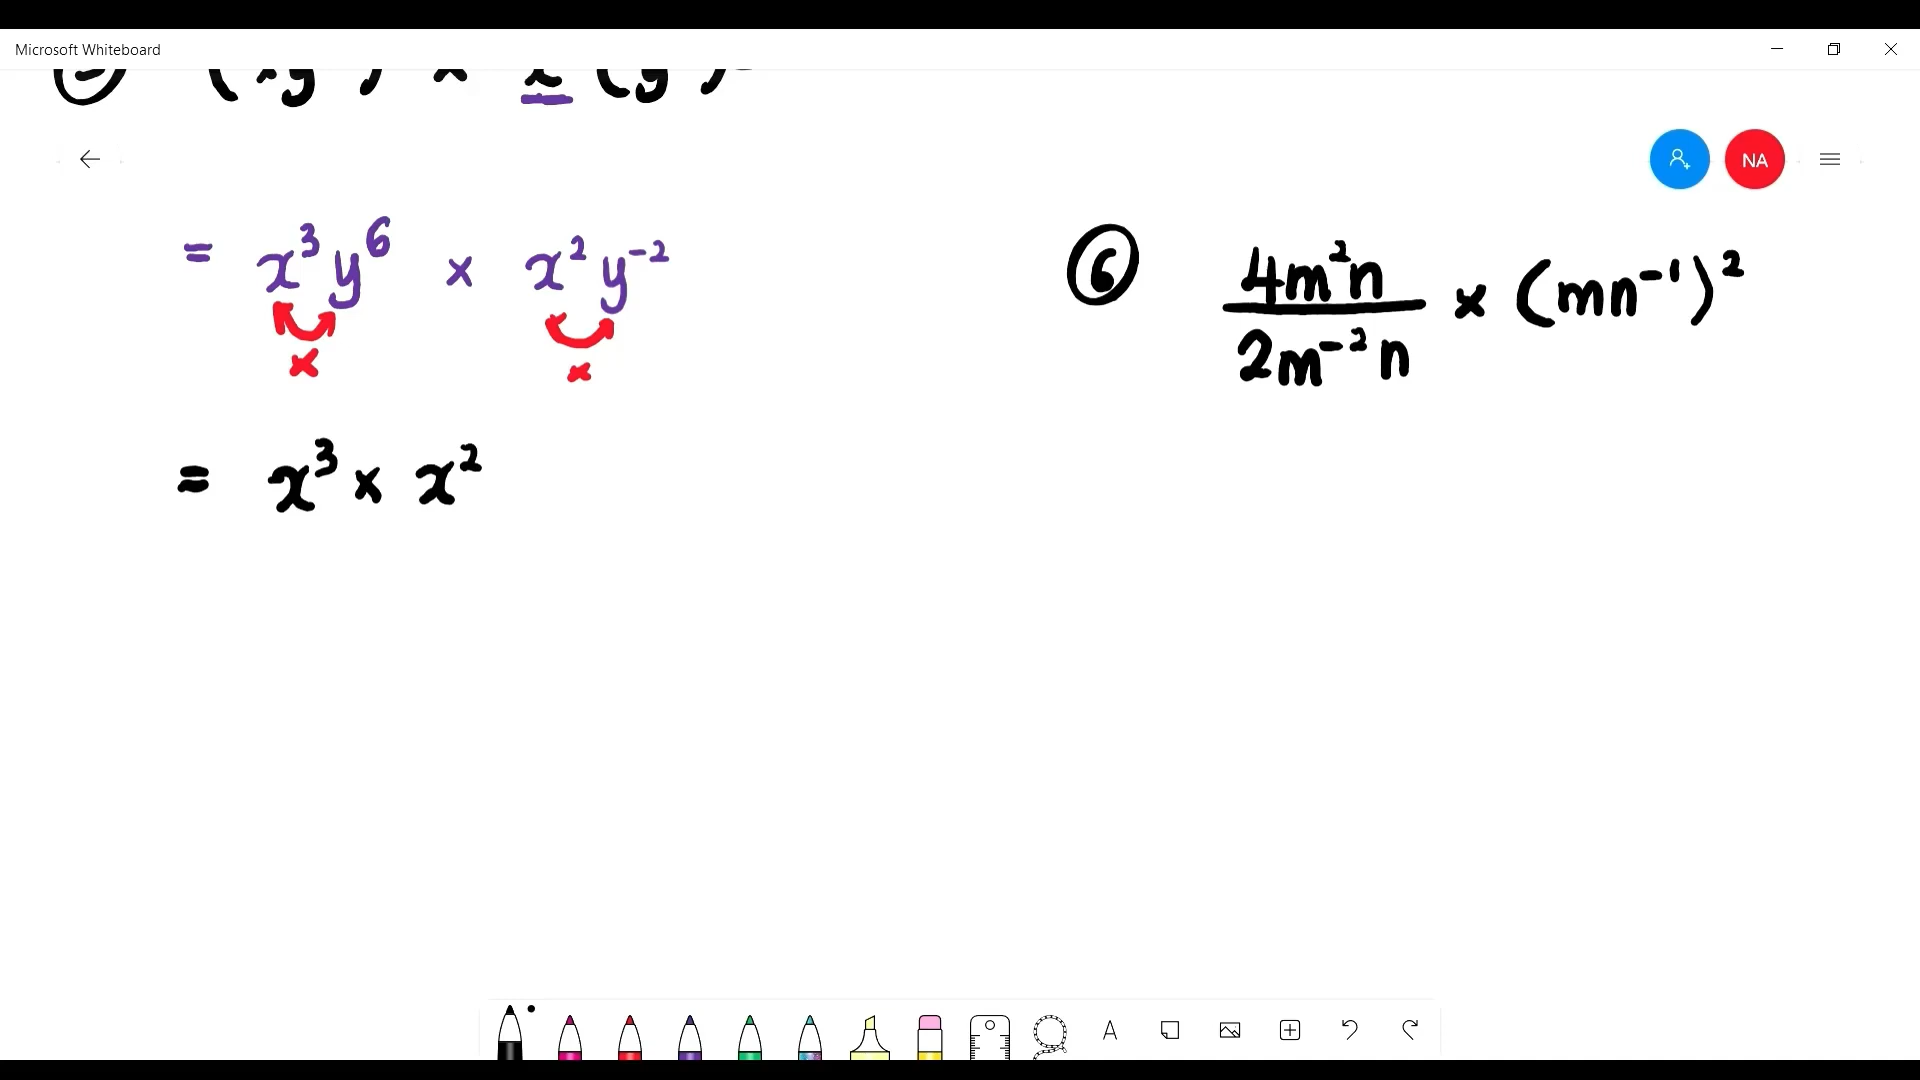 Microsoft Whiteboard
NA
= x³y⁶ × x²y⁻²
×   ×
= x³ × x²
⑥ 4m²n / 2m⁻²n × (mn⁻¹)²